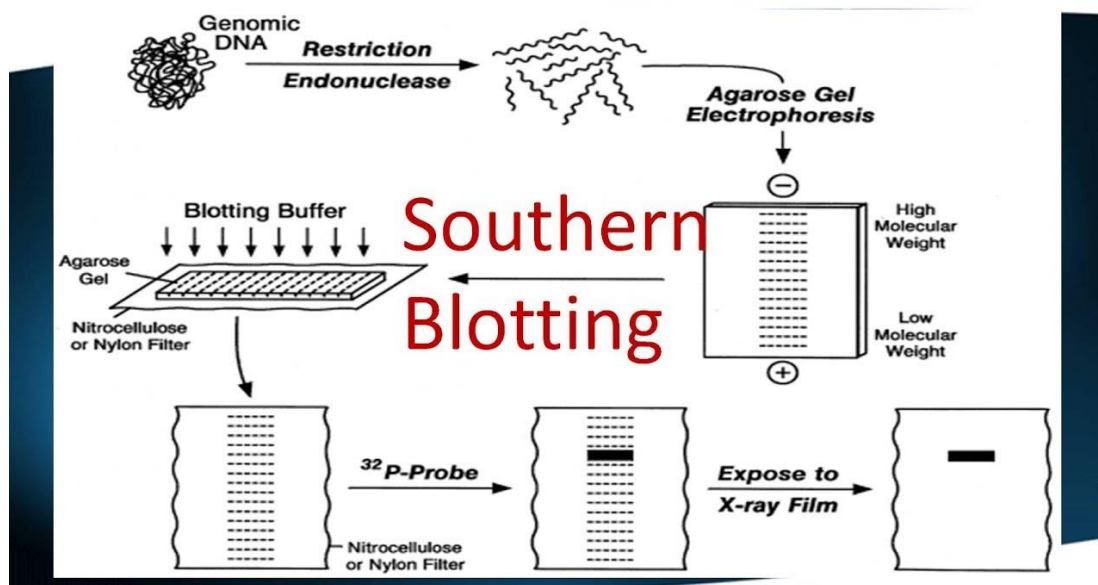 Genomic
DNA
Restriction
Endonuclease
Agarose Gel
Electrophoresis
−
High
Molecular
Weight
Low
Molecular
Weight
+
Southern
Blotting
Blotting Buffer
Agarose
Gel
Nitrocellulose
or Nylon Filter
32P-Probe
Nitrocellulose
or Nylon Filter
Expose to
X-ray Film